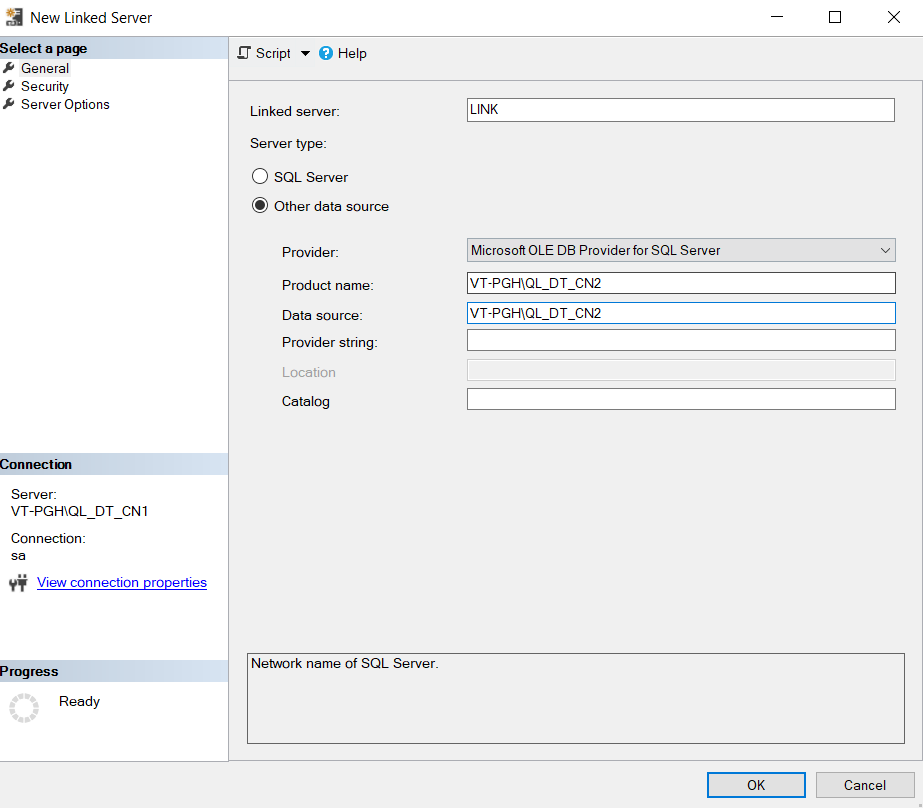 New Linked Server
Select a page
General
Security
Server Options
Script
Help
Linked server:
LINK
Server type:
SQL Server
Other data source
Provider:
Microsoft OLE DB Provider for SQL Server
Product name:
VT-PGH\QL_DT_CN2
Data source:
VT-PGH\QL_DT_CN2
Provider string:
Location
Catalog
Connection
Server:
VT-PGH\QL_DT_CN1
Connection:
sa
View connection properties
Progress
Ready
Network name of SQL Server.
OK
Cancel